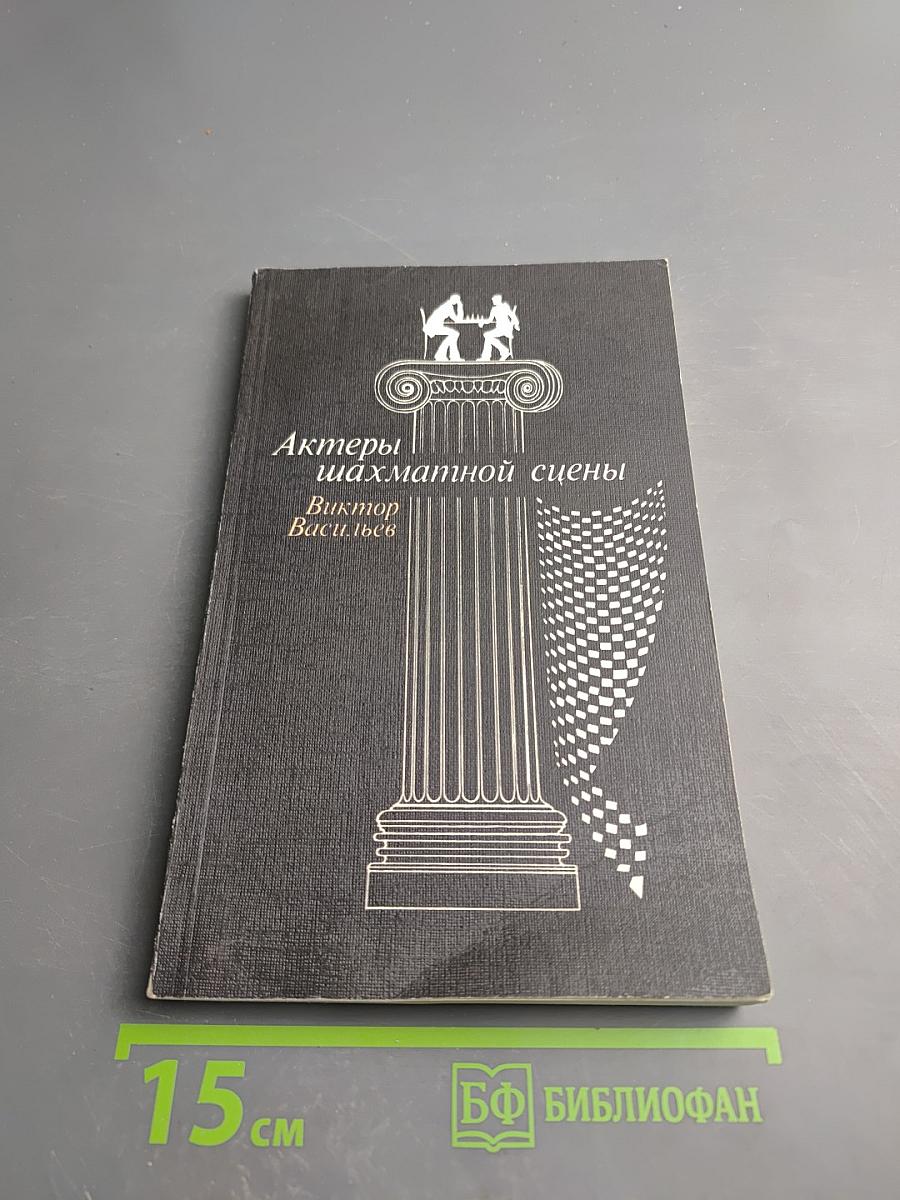 Актеры
шахматной сцены
Виктор
Васильев
15 см
БФ БИБЛИОФАН